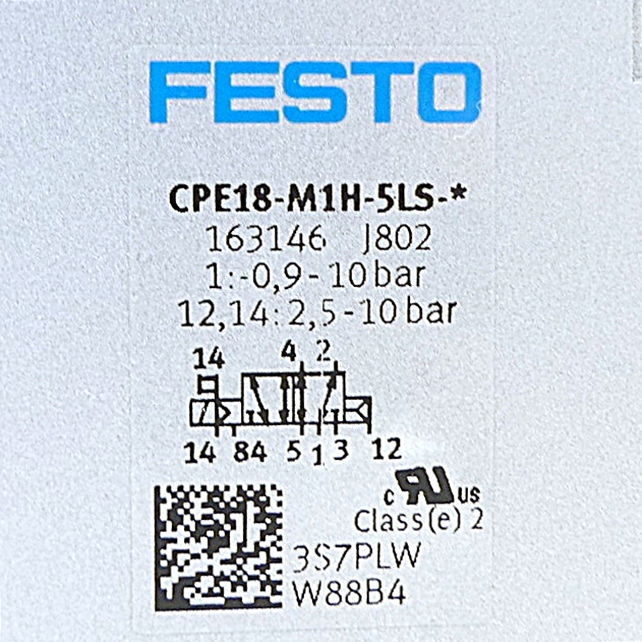 FESTO
CPE18-M1H-5LS-*
163146 J802
1:-0,9-10 bar
12,14:2,5-10 bar
14 4 2
14 84 5 1 3 12
c RU US
Class(e) 2
3S7PLW
W88B4